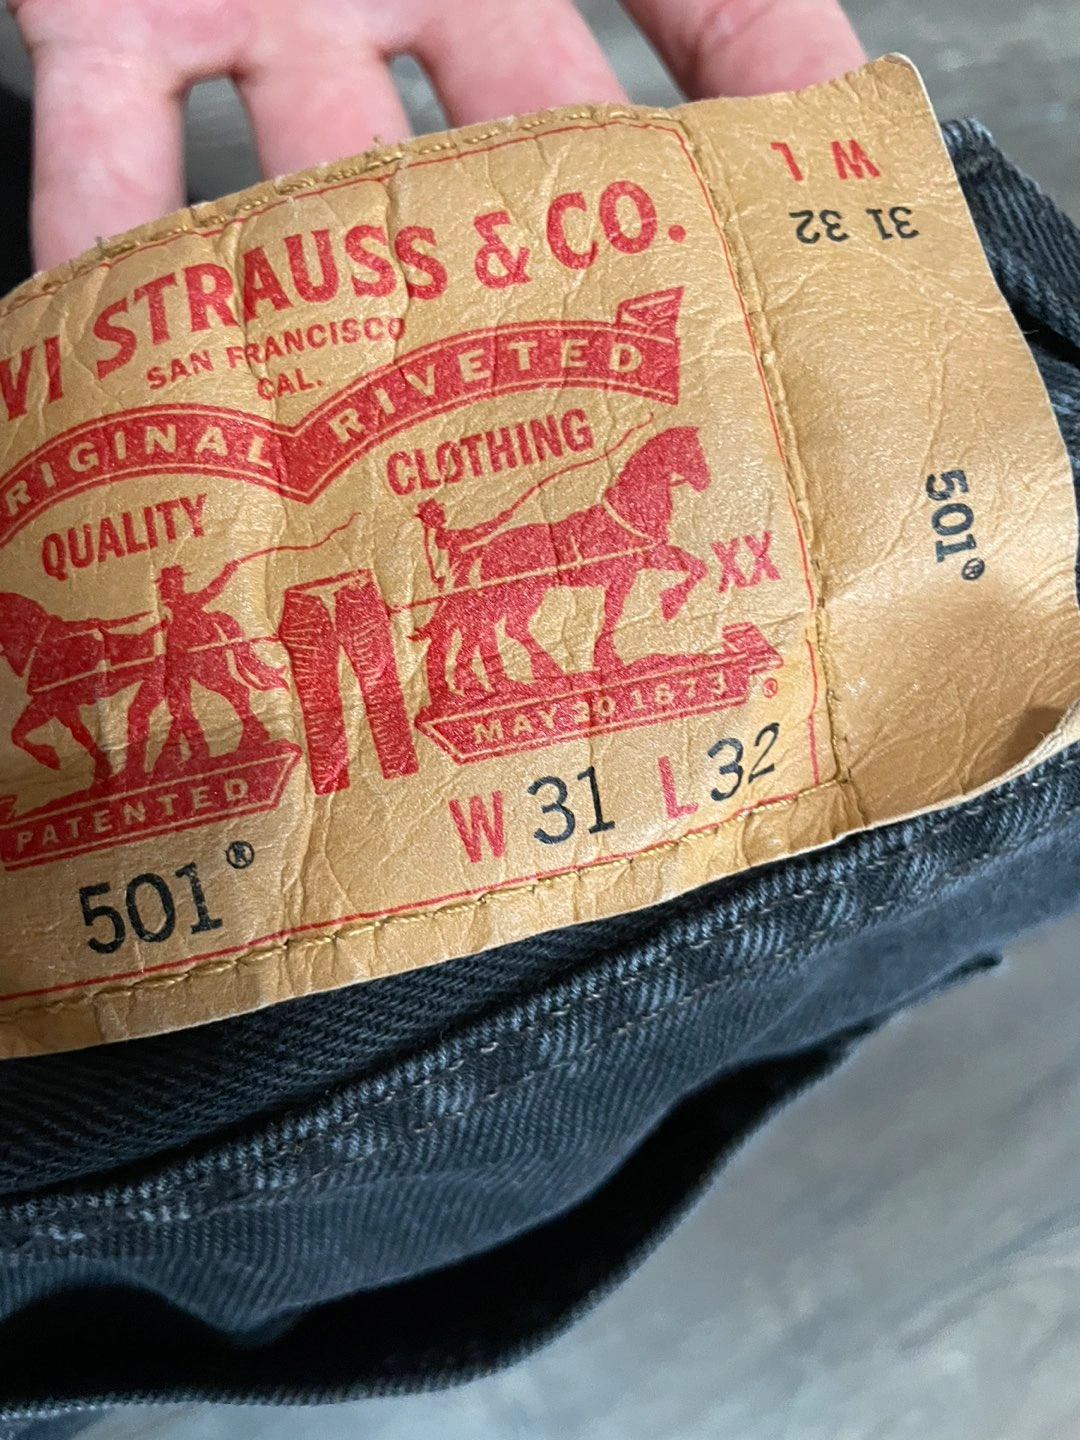 VI STRAUSS & CO.
SAN FRANCISCO
CAL.
RIGINAL RIVETED
QUALITY CLOTHING
XX
PATENTED
MAY 20 1873 ®
501® W 31 L 32
W L
31 32
501®